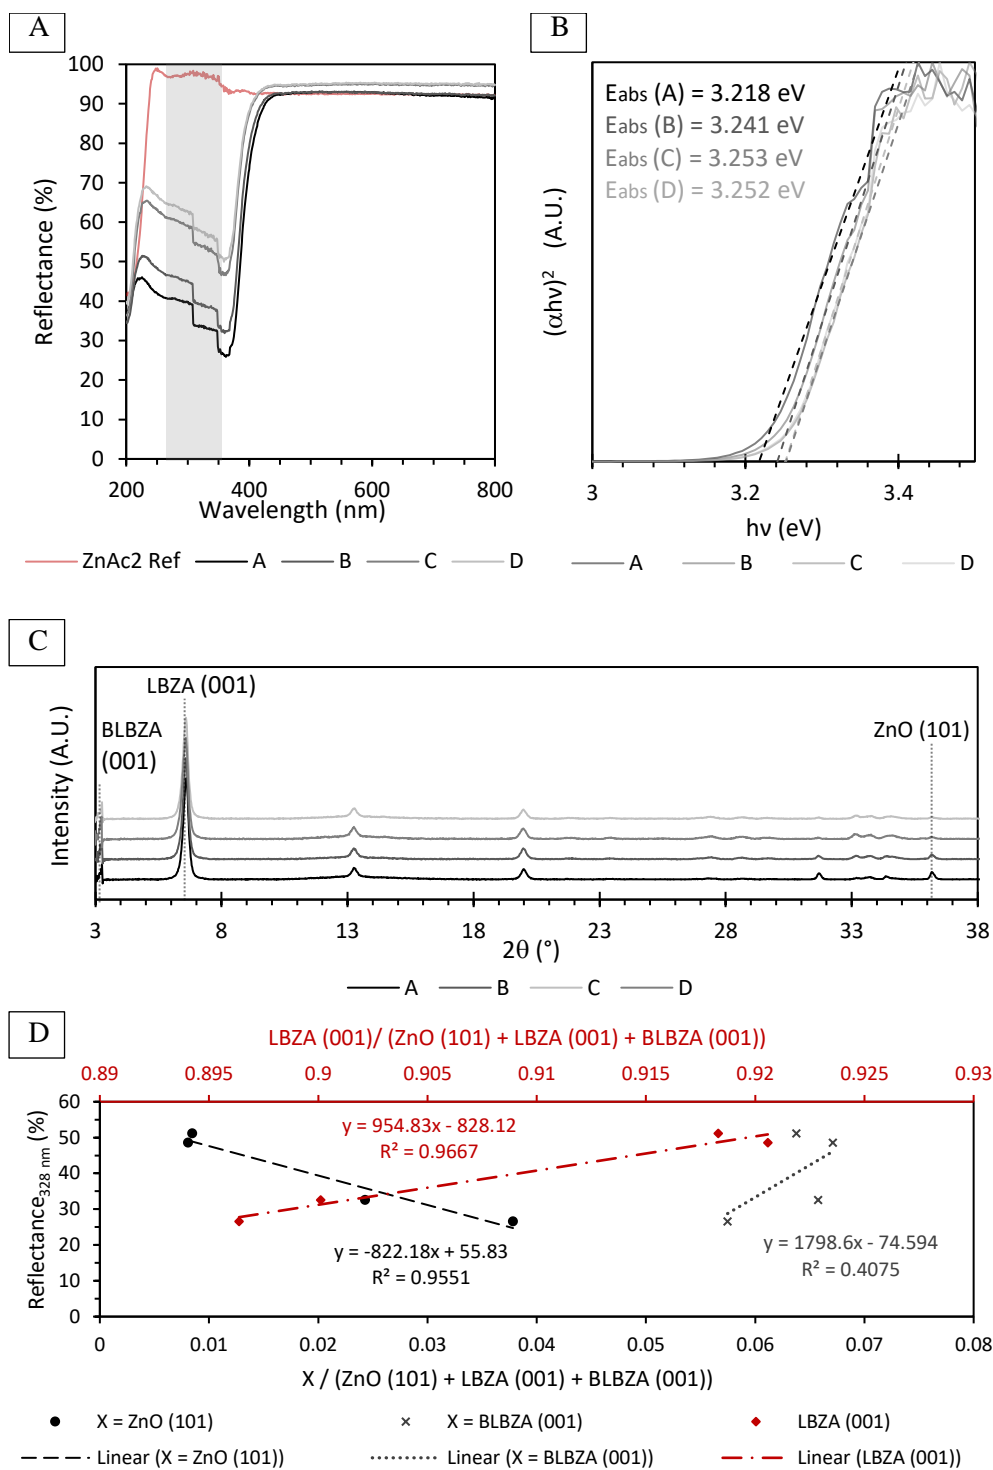 A
100
90
80
70
60
50
40
30
20
10
0
Reflectance (%)
200
400
600
800
Wavelength (nm)
ZnAc2 Ref
A
B
C
D
B
Eabs (A) = 3.218 eV
Eabs (B) = 3.241 eV
Eabs (C) = 3.253 eV
Eabs (D) = 3.252 eV
(αhν)² (A.U.)
3
3.2
3.4
hν (eV)
A
B
C
D
C
LBZA (001)
BLBZA
(001)
ZnO (101)
Intensity (A.U.)
3
8
13
18
23
28
33
38
2θ (°)
A
B
C
D
D
LBZA (001)/ (ZnO (101) + LBZA (001) + BLBZA (001))
0.89
0.895
0.9
0.905
0.91
0.915
0.92
0.925
0.93
60
50
40
30
20
10
0
Reflectance328 nm (%)
y = 954.83x - 828.12
R² = 0.9667
y = -822.18x + 55.83
R² = 0.9551
y = 1798.6x - 74.594
R² = 0.4075
0
0.01
0.02
0.03
0.04
0.05
0.06
0.07
0.08
X / (ZnO (101) + LBZA (001) + BLBZA (001))
X = ZnO (101)
X = BLBZA (001)
LBZA (001)
Linear (X = ZnO (101))
Linear (X = BLBZA (001))
Linear (LBZA (001))